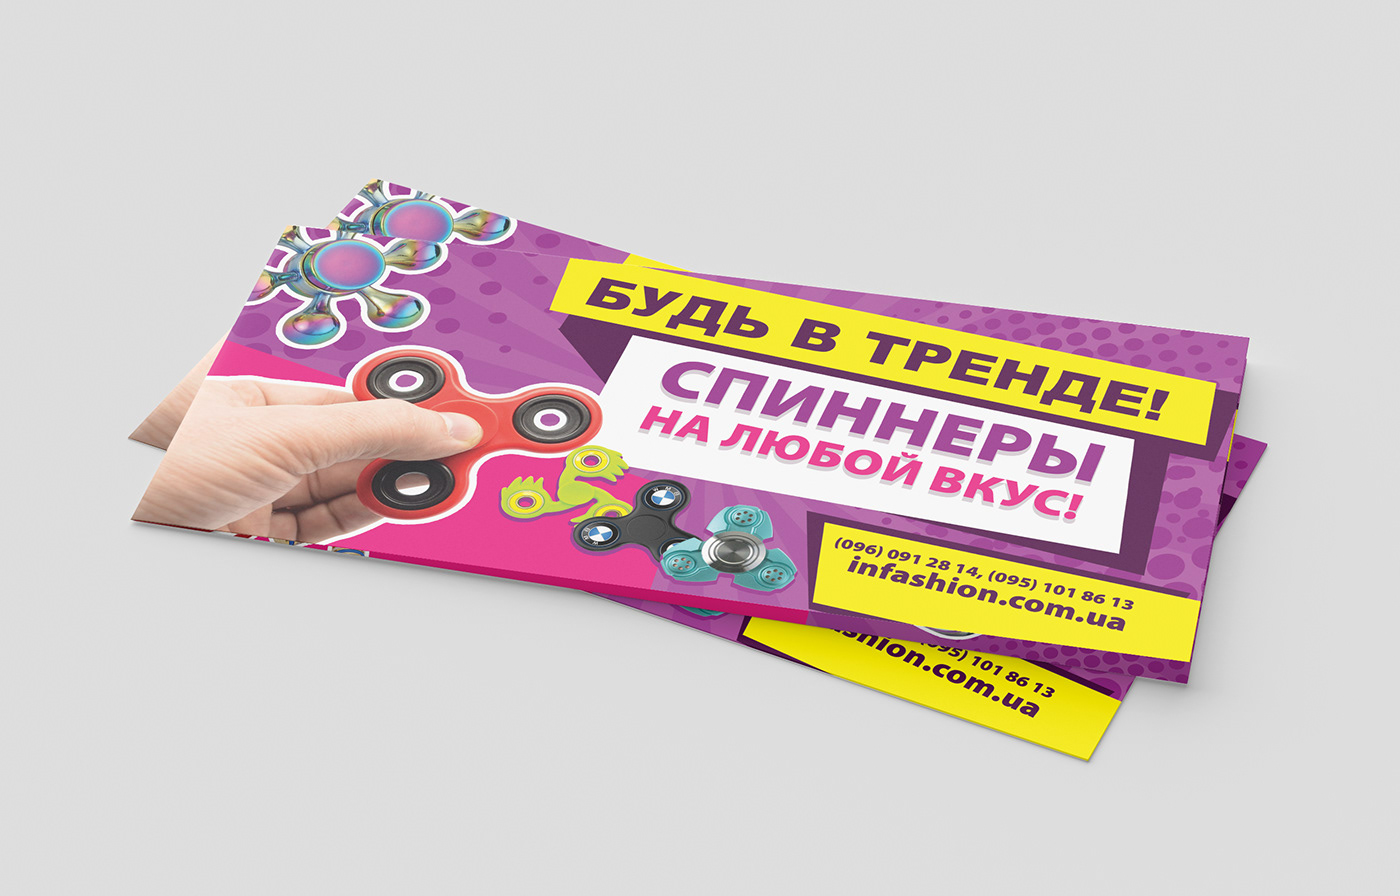 БУДЬ В ТРЕНДЕ!
СПИННЕРЫ
НА ЛЮБОЙ ВКУС!
(096) 091 28 14, (095) 101 86 13
infashion.com.ua
(095) 101 86 13
ashion.com.ua